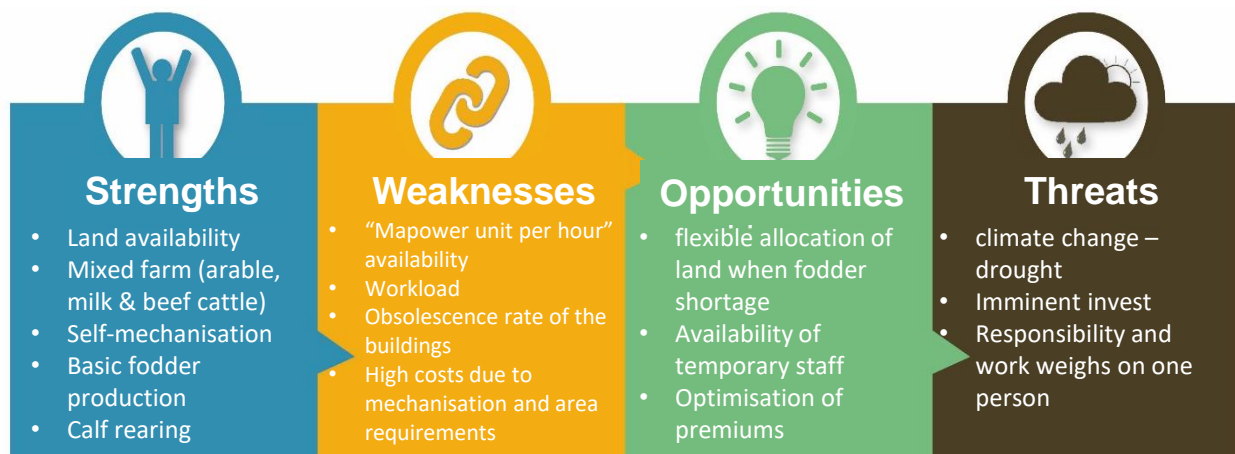 Strengths
• Land availability
• Mixed farm (arable,
milk & beef cattle)
• Self-mechanisation
• Basic fodder
production
• Calf rearing
Weaknesses
• “Mapower unit per hour”
availability
• Workload
• Obsolescence rate of the
buildings
• High costs due to
mechanisation and area
requirements
Opportunities
• flexible allocation of
land when fodder
shortage
• Availability of
temporary staff
• Optimisation of
premiums
Threats
• climate change –
drought
• Imminent invest
• Responsibility and
work weighs on one
person